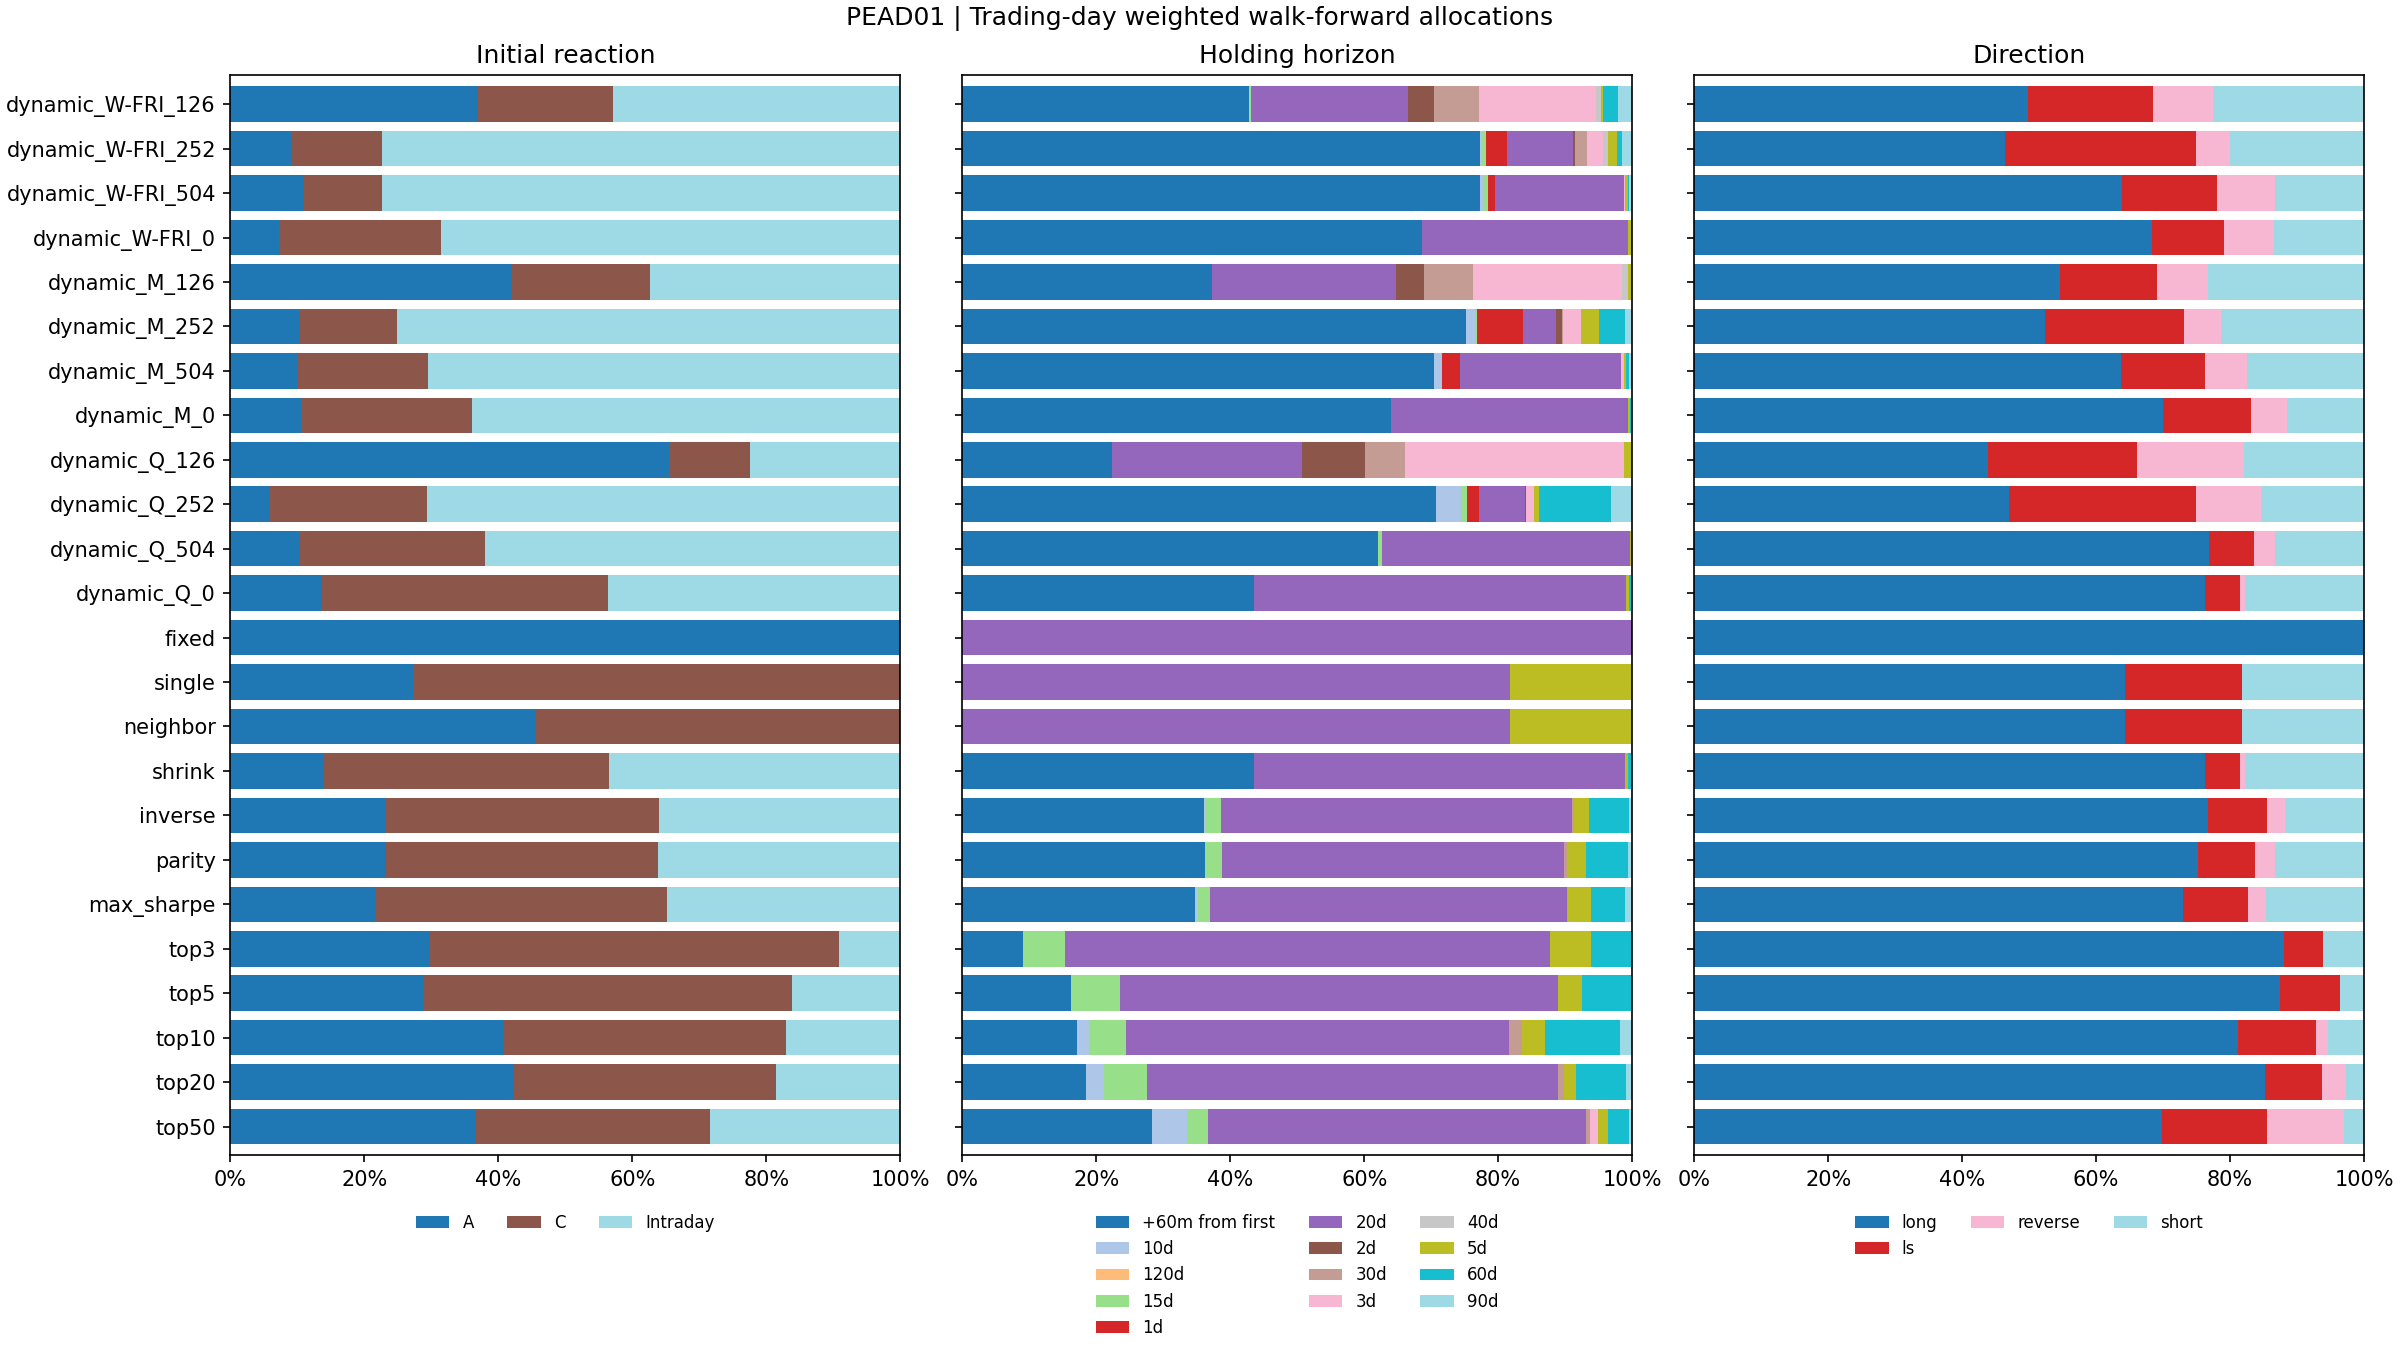 PEAD01 | Trading-day weighted walk-forward allocations
Initial reaction
Holding horizon
Direction
dynamic_W-FRI_126
dynamic_W-FRI_252
dynamic_W-FRI_504
dynamic_W-FRI_0
dynamic_M_126
dynamic_M_252
dynamic_M_504
dynamic_M_0
dynamic_Q_126
dynamic_Q_252
dynamic_Q_504
dynamic_Q_0
fixed
single
neighbor
shrink
inverse
parity
max_sharpe
top3
top5
top10
top20
top50
0% 20% 40% 60% 80% 100%
0% 20% 40% 60% 80% 100%
0% 20% 40% 60% 80% 100%
A C Intraday
+60m from first 20d 40d
10d 2d 5d
120d 30d 60d
15d 3d 90d
1d
long reverse short
ls